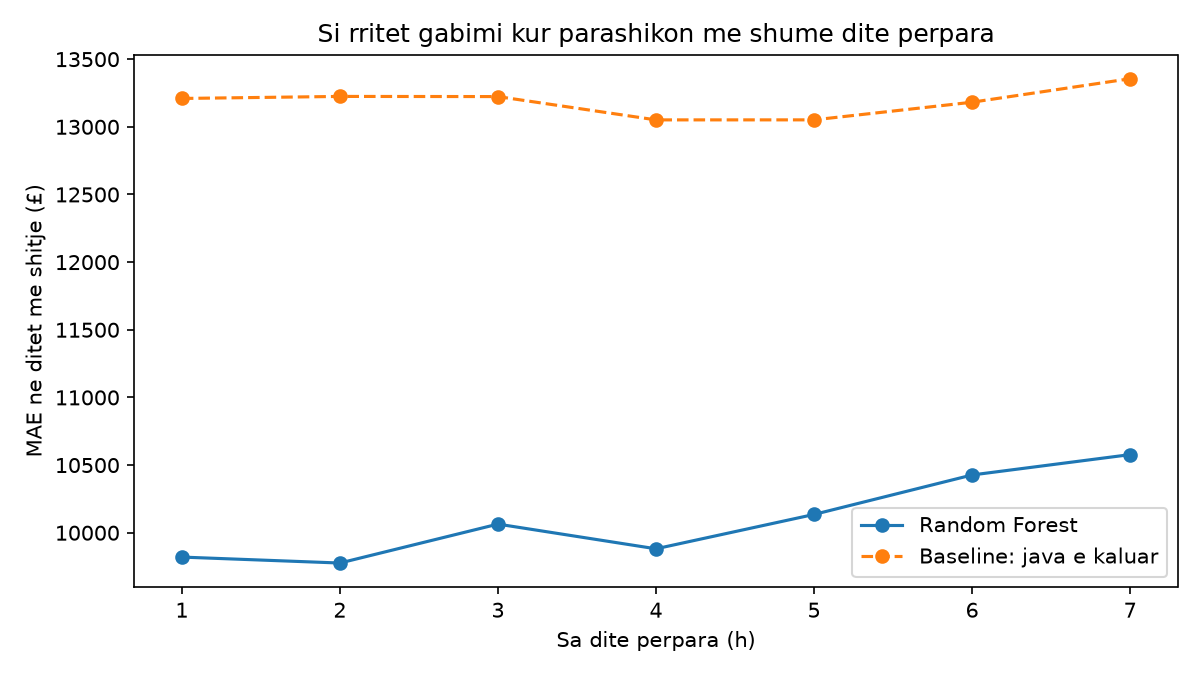 Si rritet gabimi kur parashikon me shume dite perpara
MAE ne ditet me shitje (£)
13500
13000
12500
12000
11500
11000
10500
10000
Random Forest
Baseline: java e kaluar
1 2 3 4 5 6 7
Sa dite perpara (h)